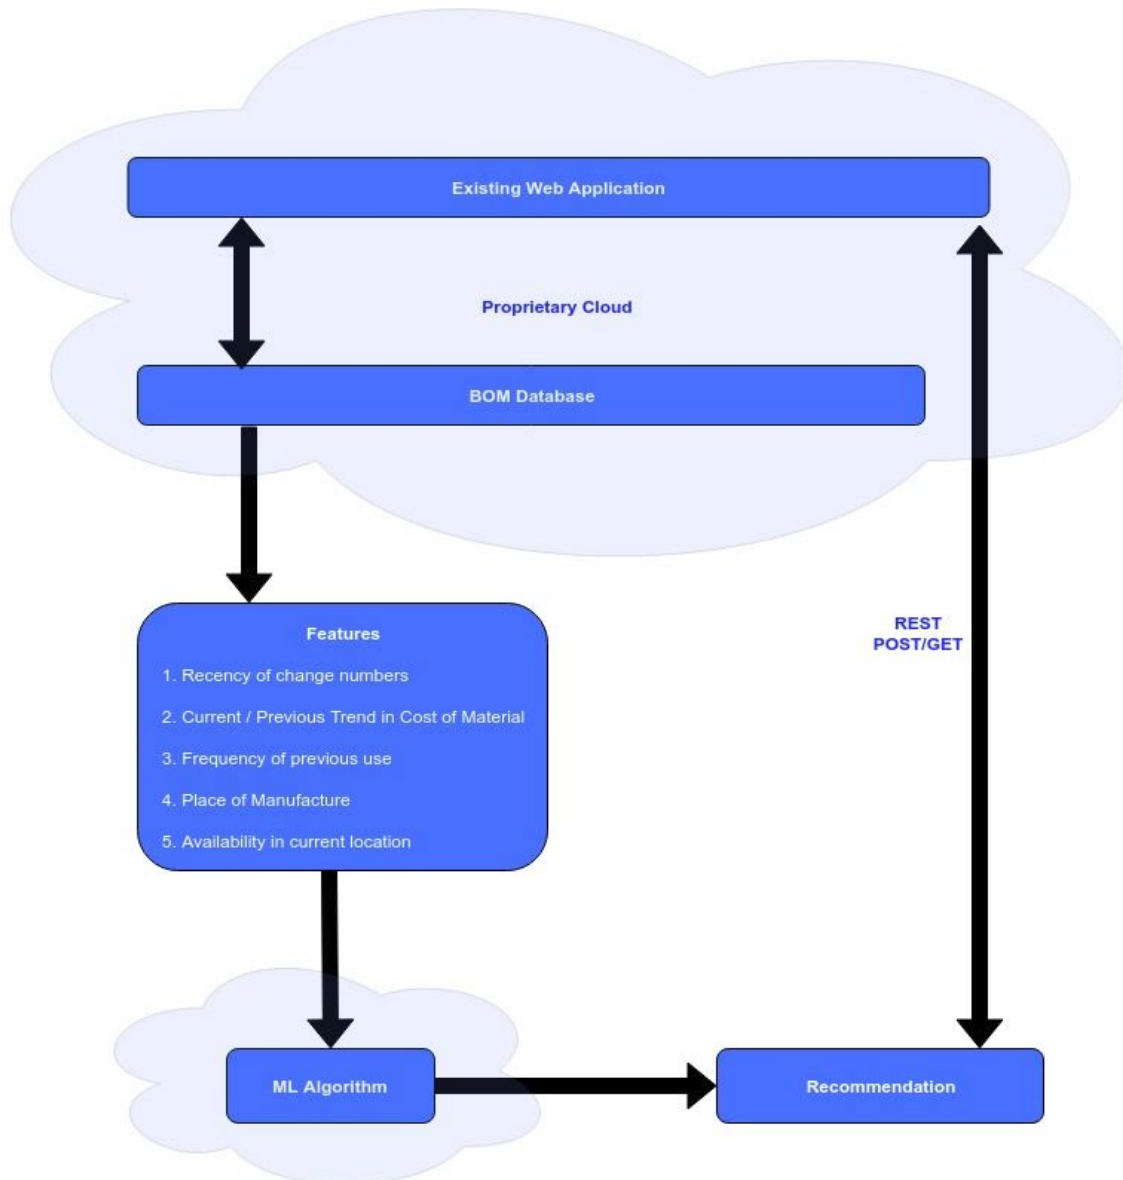 Existing Web Application
Proprietary Cloud
BOM Database
Features
1. Recency of change numbers
2. Current / Previous Trend in Cost of Material
3. Frequency of previous use
4. Place of Manufacture
5. Availability in current location
REST
POST/GET
ML Algorithm
Recommendation